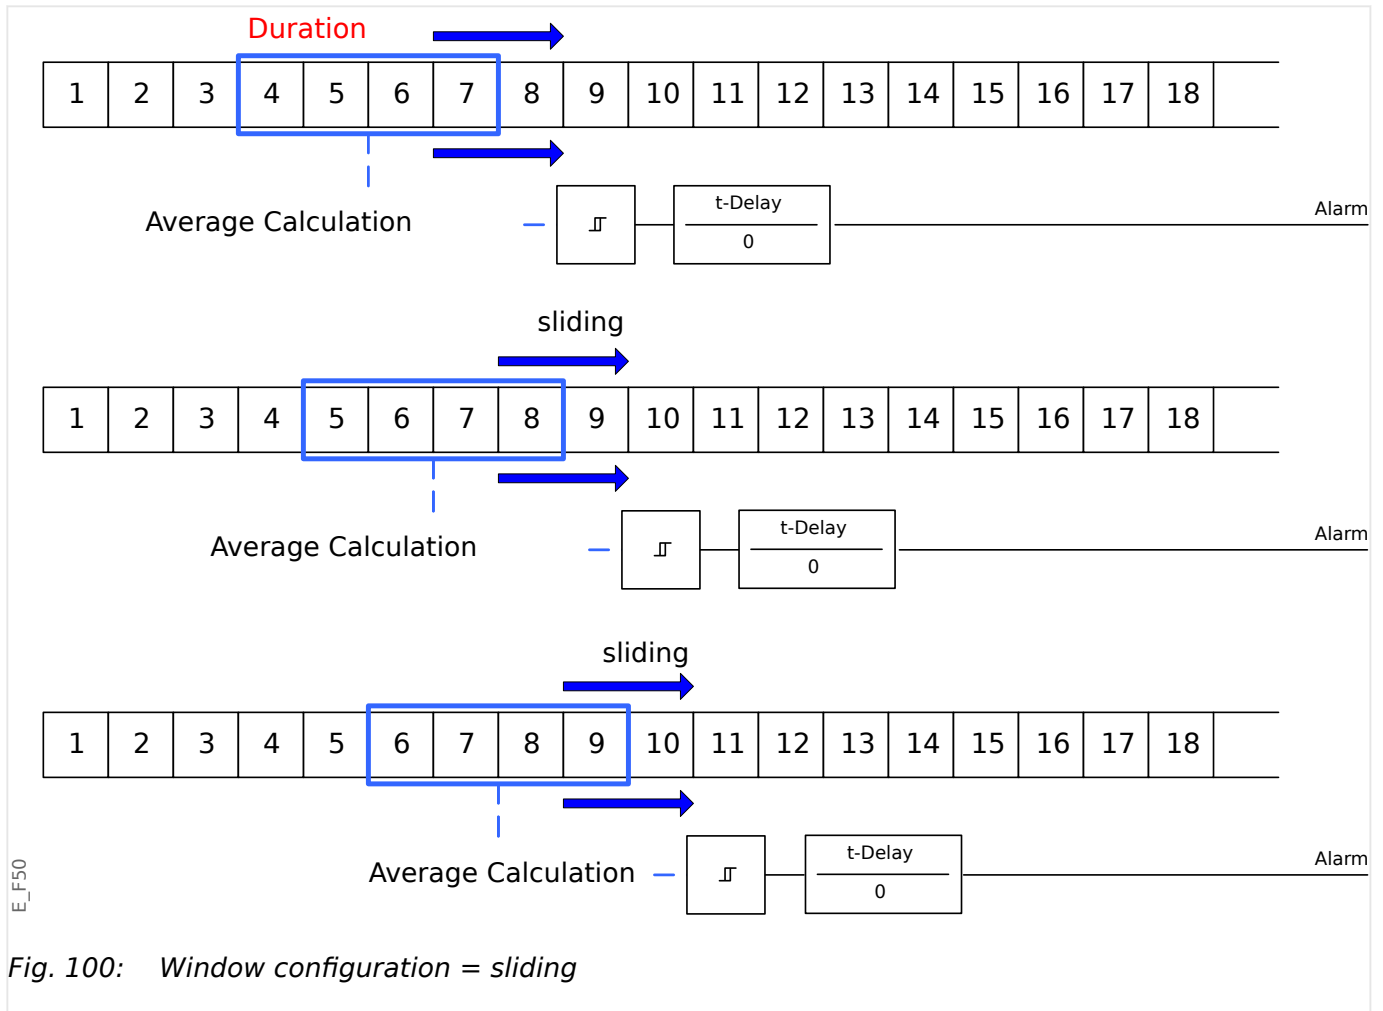 Duration
1 2 3 4 5 6 7 8 9 10 11 12 13 14 15 16 17 18
Average Calculation
t-Delay
0
Alarm
sliding
1 2 3 4 5 6 7 8 9 10 11 12 13 14 15 16 17 18
Average Calculation
t-Delay
0
Alarm
sliding
1 2 3 4 5 6 7 8 9 10 11 12 13 14 15 16 17 18
Average Calculation
t-Delay
0
Alarm
E_F50
Fig. 100: Window configuration = sliding